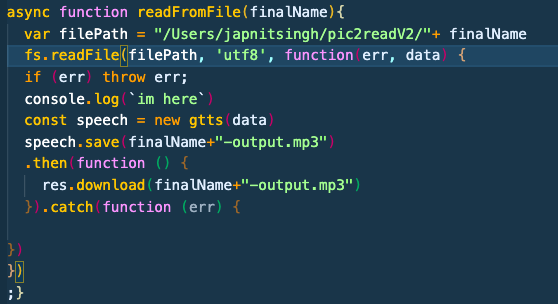 async function readFromFile(finalName){
var filePath = "/Users/japnitsingh/pic2readV2/"+ finalName
fs.readFile(filePath, 'utf8', function(err, data) {
if (err) throw err;
console.log(`im here`)
const speech = new gtts(data)
speech.save(finalName+"-output.mp3")
.then(function () {
res.download(finalName+"-output.mp3")
}).catch(function (err) {
})
})
;}